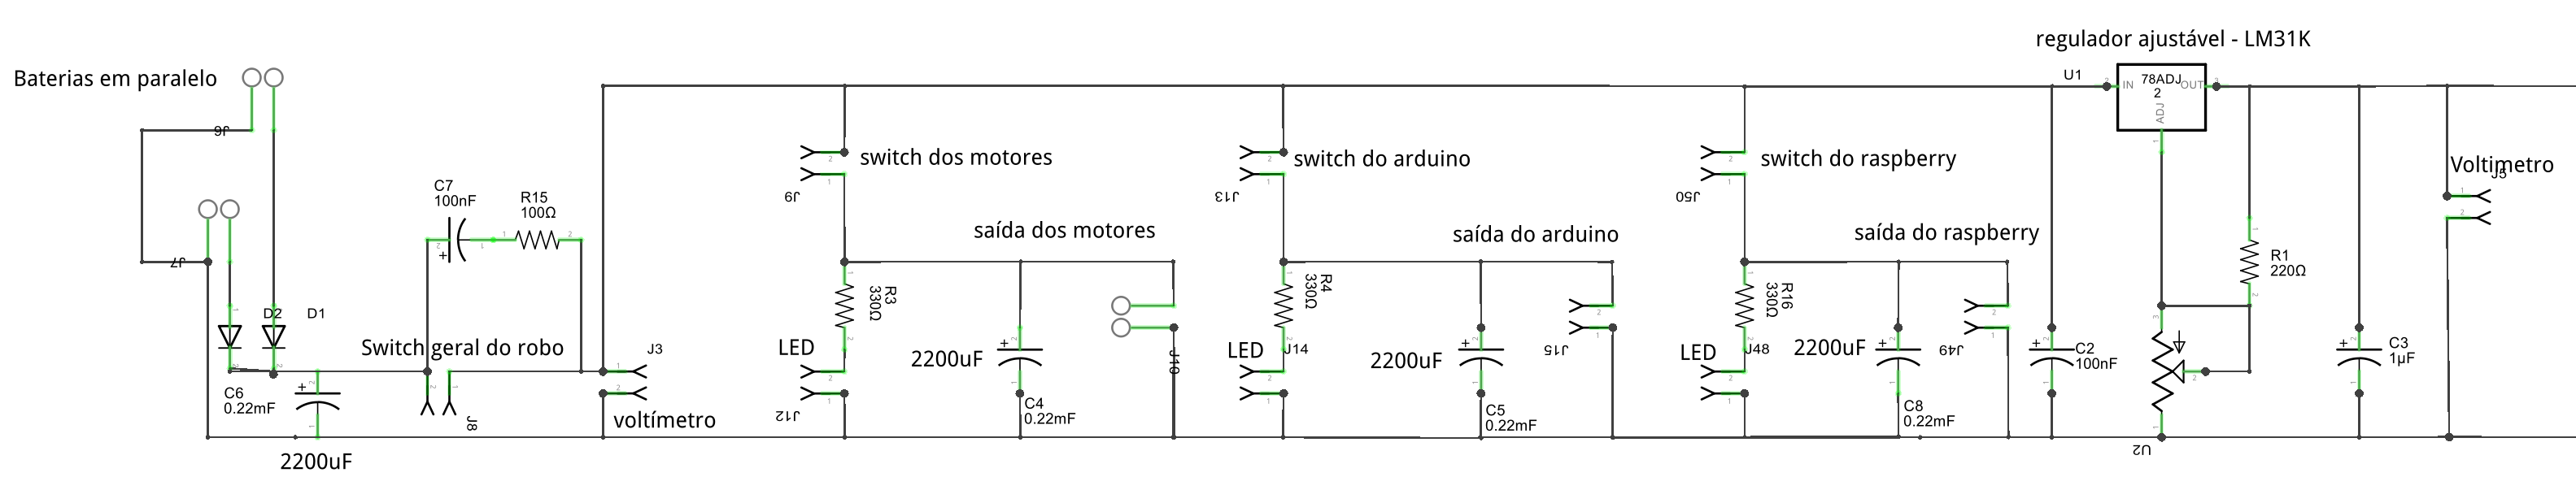 regulador ajustável - LM31K
Baterias em paralelo
U1
78ADJ
2
IN
OUT
ADJ
J6
switch dos motores
switch do arduino
switch do raspberry
Voltimetro
J5
C7
100nF
R15
100Ω
J9
J13
J50
saída dos motores
saída do arduino
saída do raspberry
J7
R1
220Ω
R3
330Ω
R4
330Ω
R16
330Ω
D2
D1
Switch geral do robo
J3
LED
2200uF
J10
LED
J14
2200uF
J15
LED
J48
2200uF
J49
C2
100nF
C3
1µF
C6
0.22mF
J8
voltímetro
J12
C4
0.22mF
C5
0.22mF
C8
0.22mF
U2
2200uF